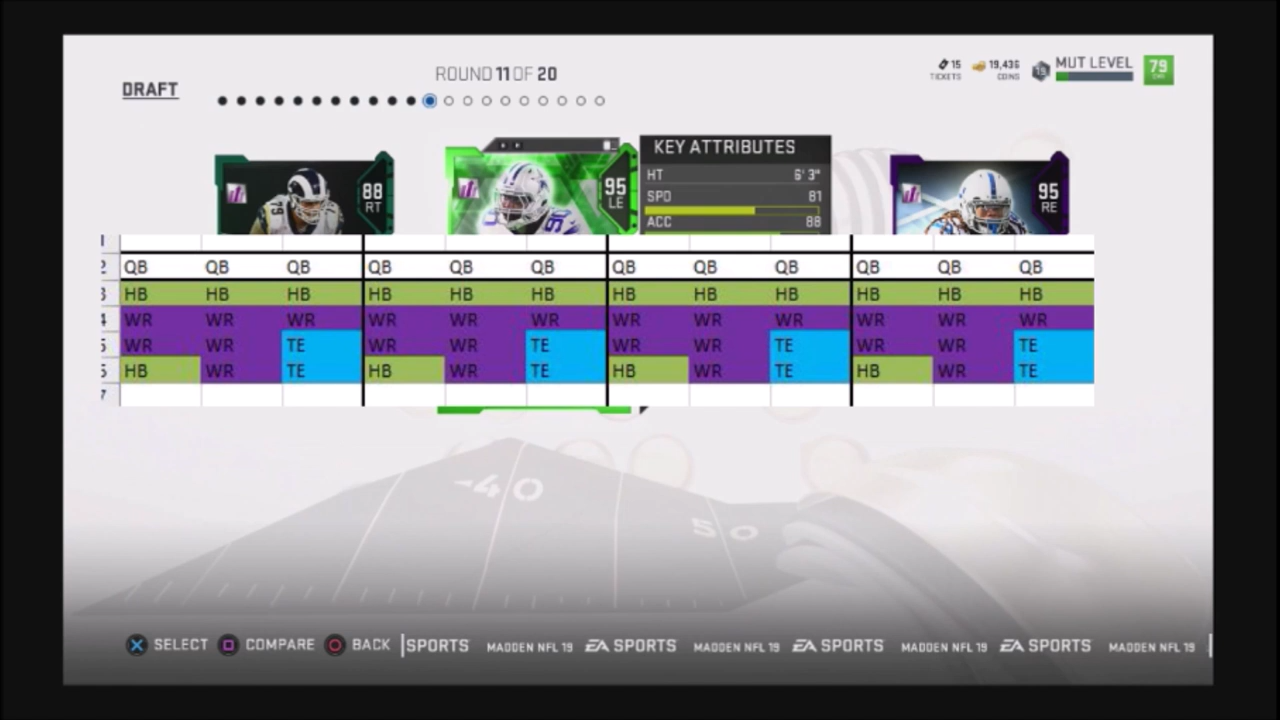 DRAFT
ROUND 11 OF 20
15
TICKETS
19,436
COINS
19
MUT LEVEL
79
OVR
88
RT
95
LE
KEY ATTRIBUTES
HT 6' 3"
SPD 81
ACC 88
95
RE
2 QB QB QB QB QB QB QB QB QB QB QB QB
3 HB HB HB HB HB HB HB HB HB HB HB HB
4 WR WR WR WR WR WR WR WR WR WR WR WR
5 WR WR TE WR WR TE WR WR TE WR WR TE
6 HB WR TE HB WR TE HB WR TE HB WR TE
7
40
50
SELECT COMPARE BACK SPORTS MADDEN NFL 19 EA SPORTS MADDEN NFL 19 EA SPORTS MADDEN NFL 19 EA SPORTS MADDEN NFL 19